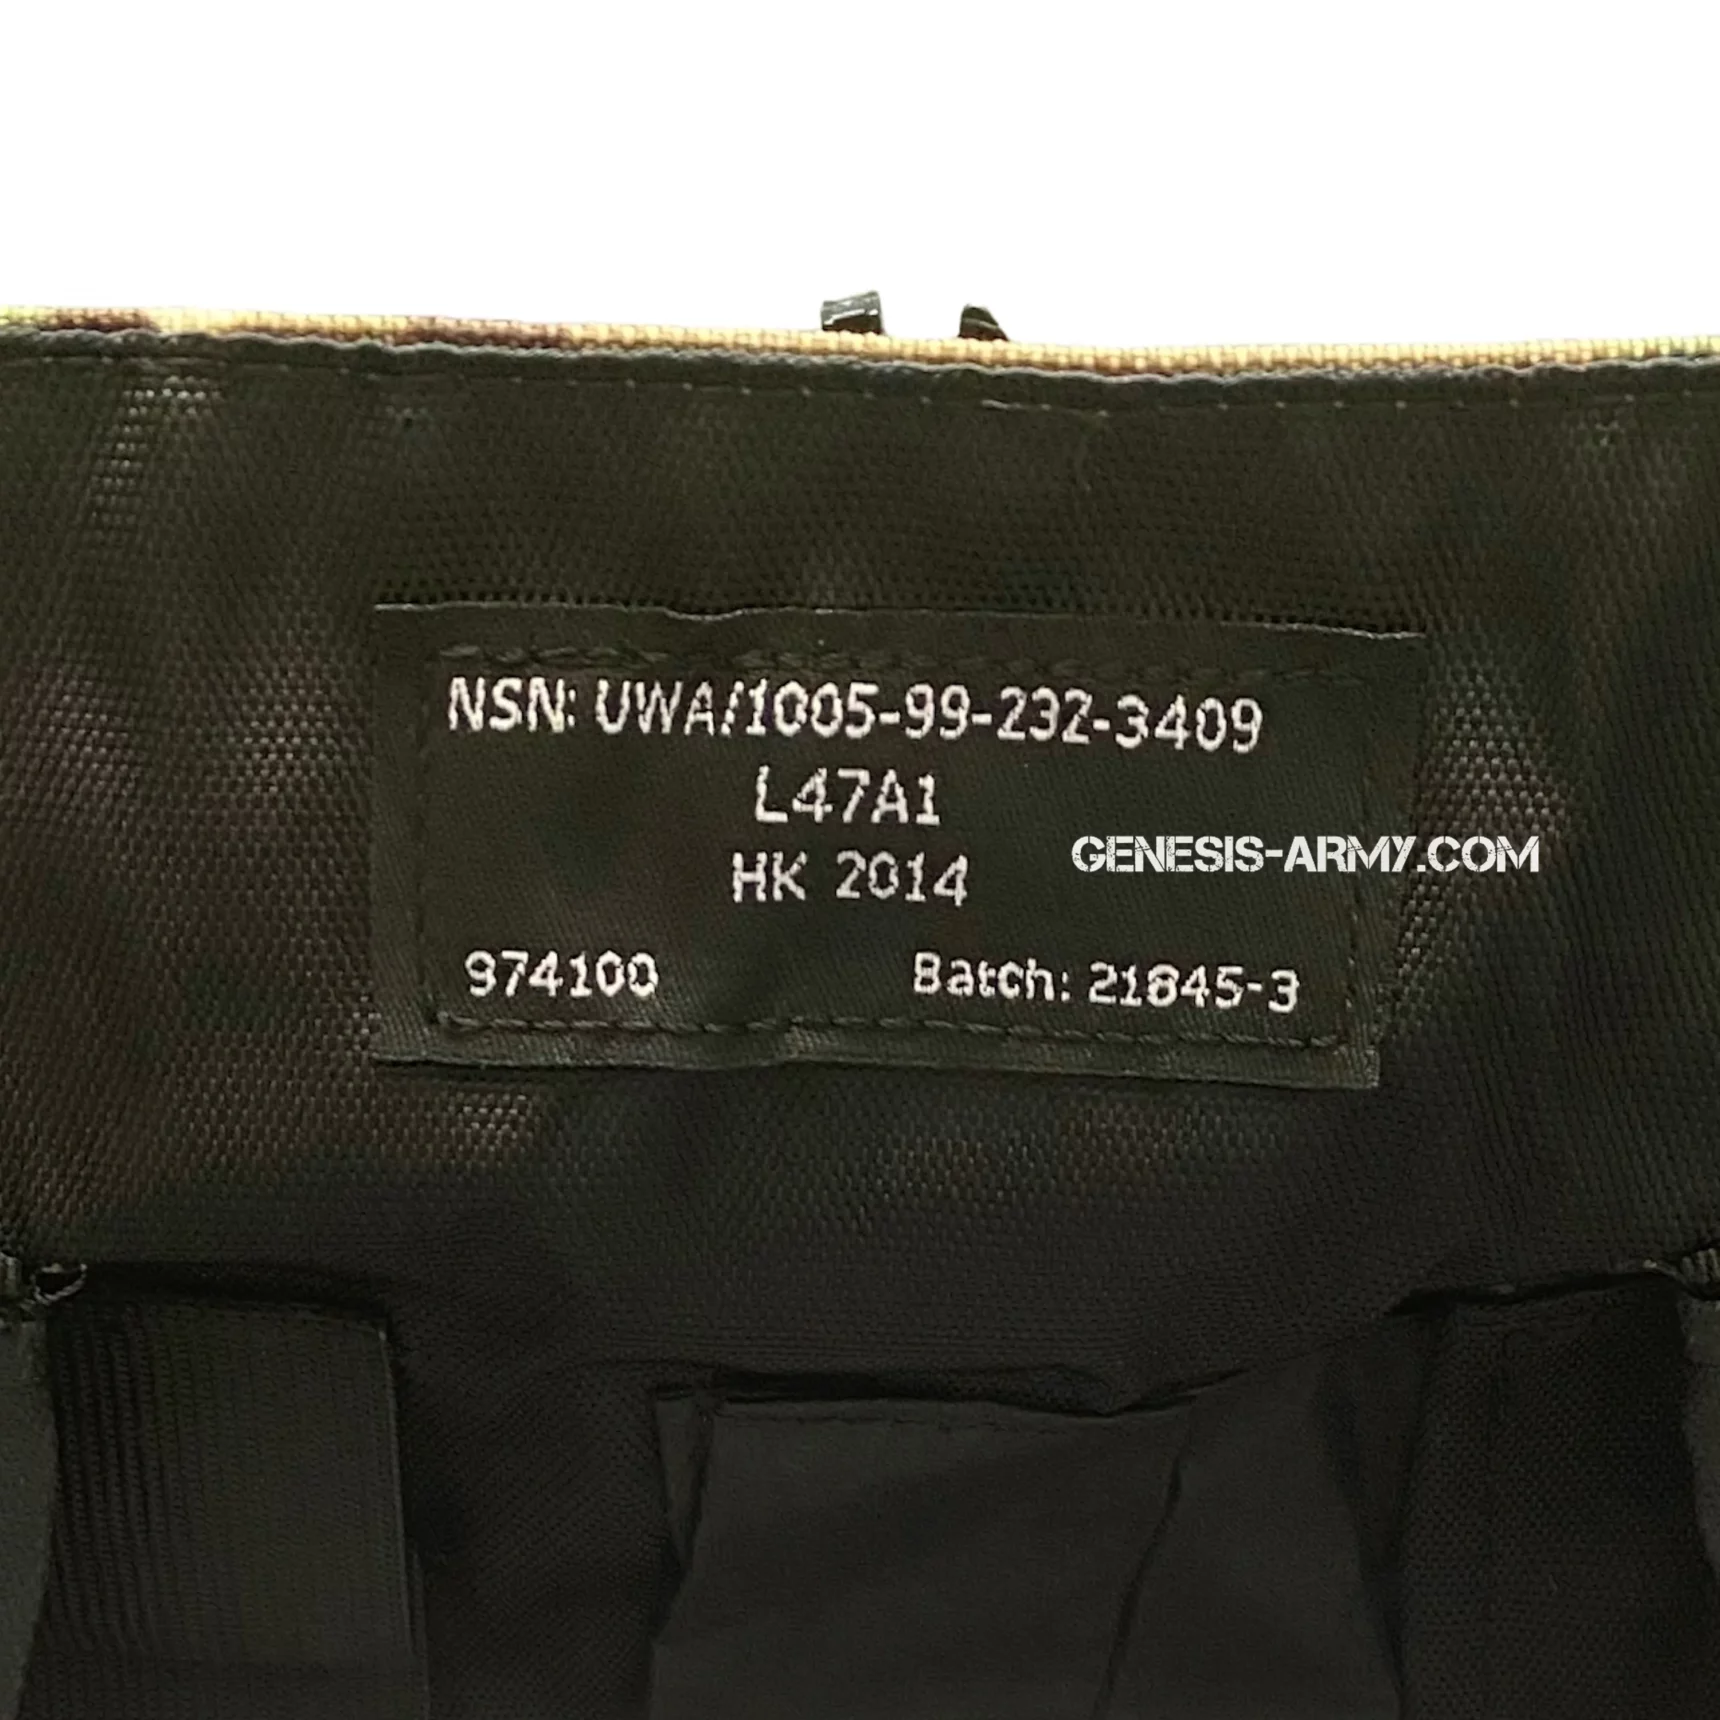 NSN: UWA/1005-99-232-3409
L47A1
HK 2014
GENESIS-ARMY.COM
974100 Batch: 21845-3